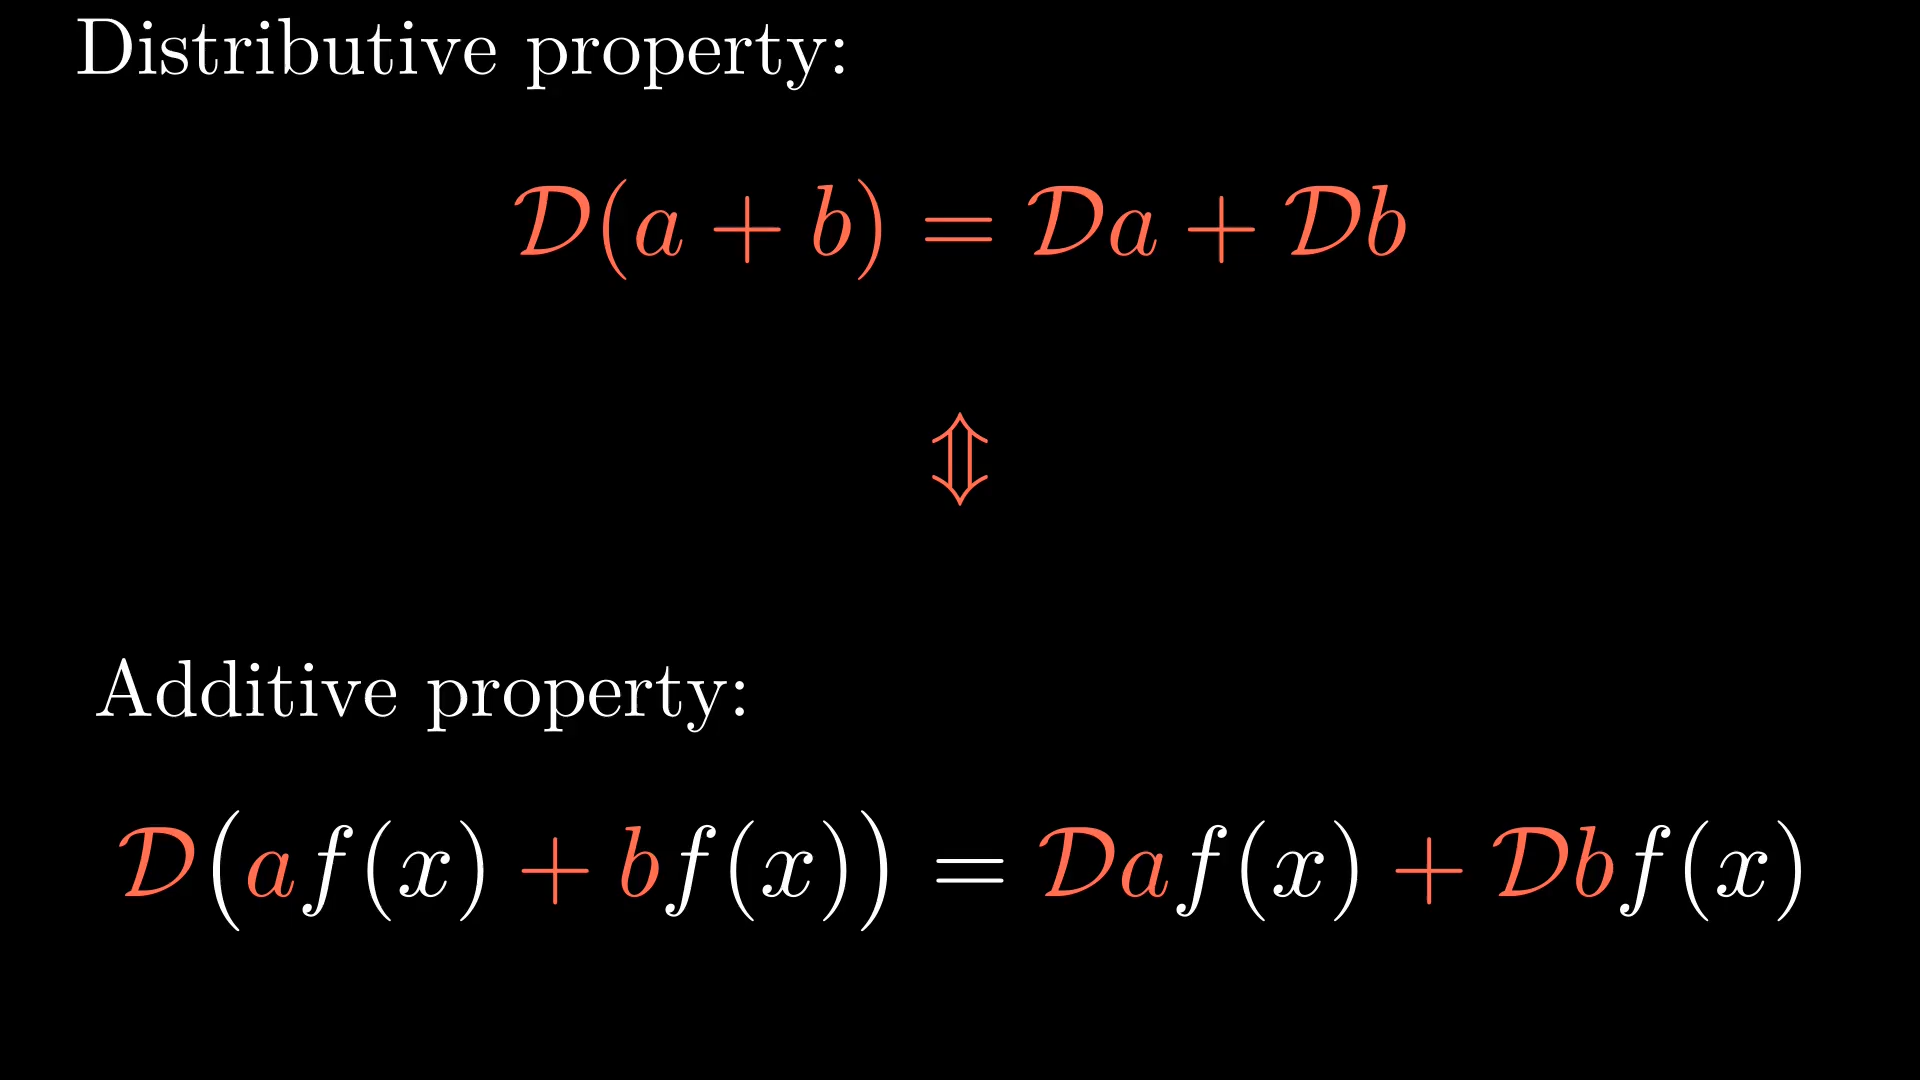 Distributive property:
𝒟(a + b) = 𝒟a + 𝒟b
⇕
Additive property:
𝒟(af(x) + bf(x)) = 𝒟af(x) + 𝒟bf(x)